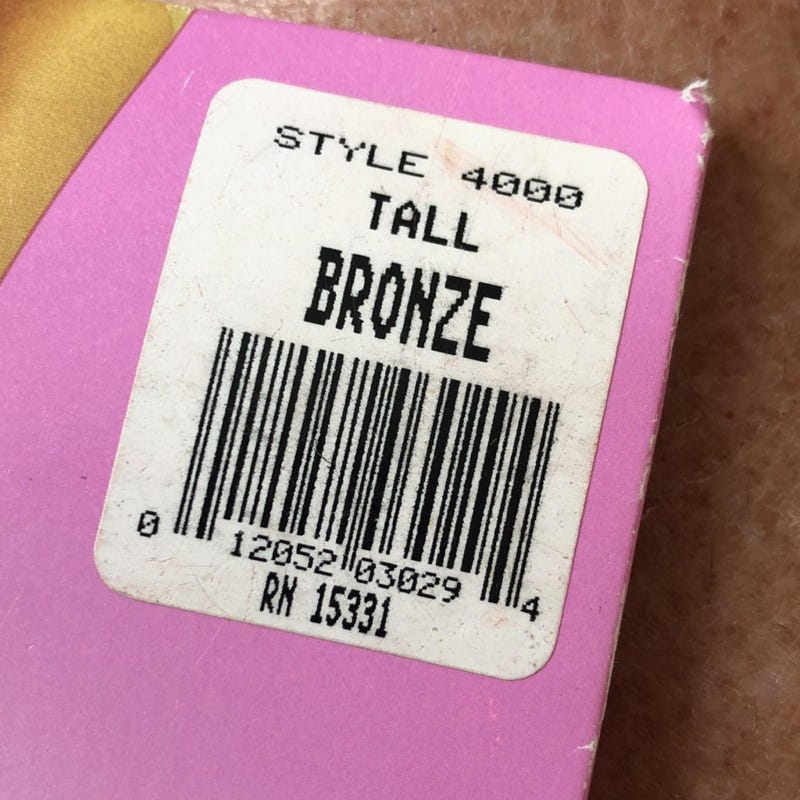 STYLE 4000
TALL
BRONZE
0 12052 03029 4
RN 15331